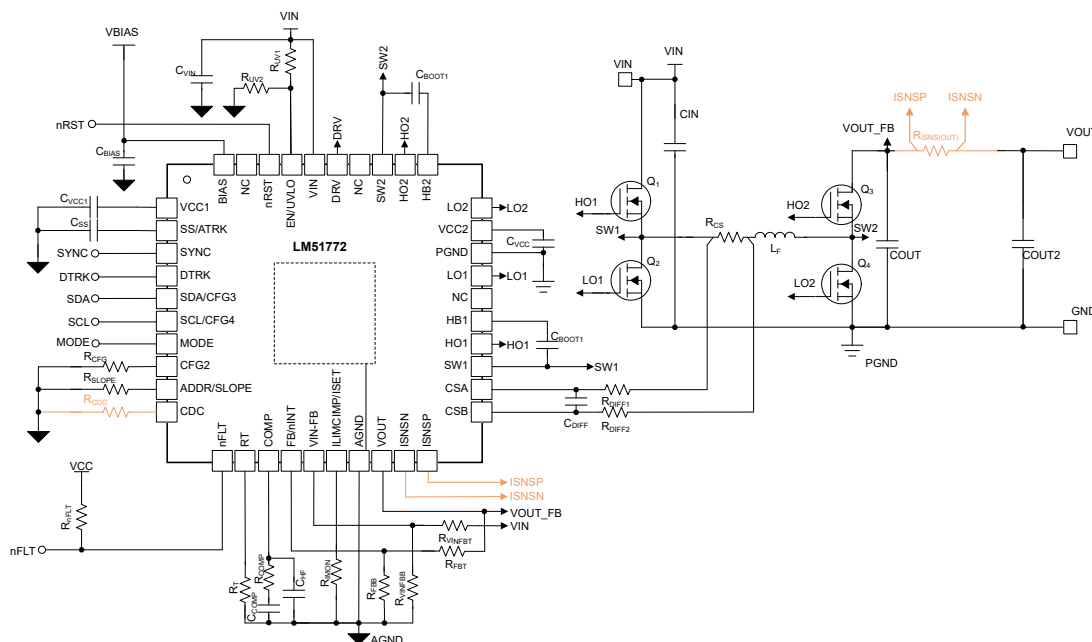 VBIAS
VIN
CVIN
RUV1
RUV2
SW2
CBOOT1
nRST
CBIAS
DRV
HO2
BIAS
NC
nRST
EN/UVLO
VIN
DRV
NC
SW2
HO2
HB2
LM51772
CVCC1
VCC1
CSS
SS/ATRK
SYNC
SYNC
DTRK
DTRK
SDA
SDA/CFG3
SCL
SCL/CFG4
MODE
MODE
RCFG
CFG2
RSLOPE
ADDR/SLOPE
RCDC
CDC
LO2
LO2
VCC2
CVCC
PGND
LO1
LO1
NC
HB1
CBOOT1
HO1
HO1
SW1
SW1
CSA
RDIFF1
CSB
CDIFF
RDIFF2
nFLT
RT
COMP
FB/nINT
VIN-FB
ILIMCIMP/ISET
AGND
VOUT
ISNSN
ISNSP
VCC
RnFLT
nFLT
ISNSP
ISNSN
VOUT_FB
VIN
RVINFBT
RFBT
RT
RCOMP
CCOMP
CHF
RIMON
RFBB
RVINFBB
AGND
VIN
VIN
CIN
Q1
HO1
SW1
Q2
LO1
RCS
LF
ISNSP
ISNSN
VOUT_FB
RISNS(OUT)
VOUT
Q3
HO2
SW2
Q4
LO2
COUT
COUT2
GND
PGND